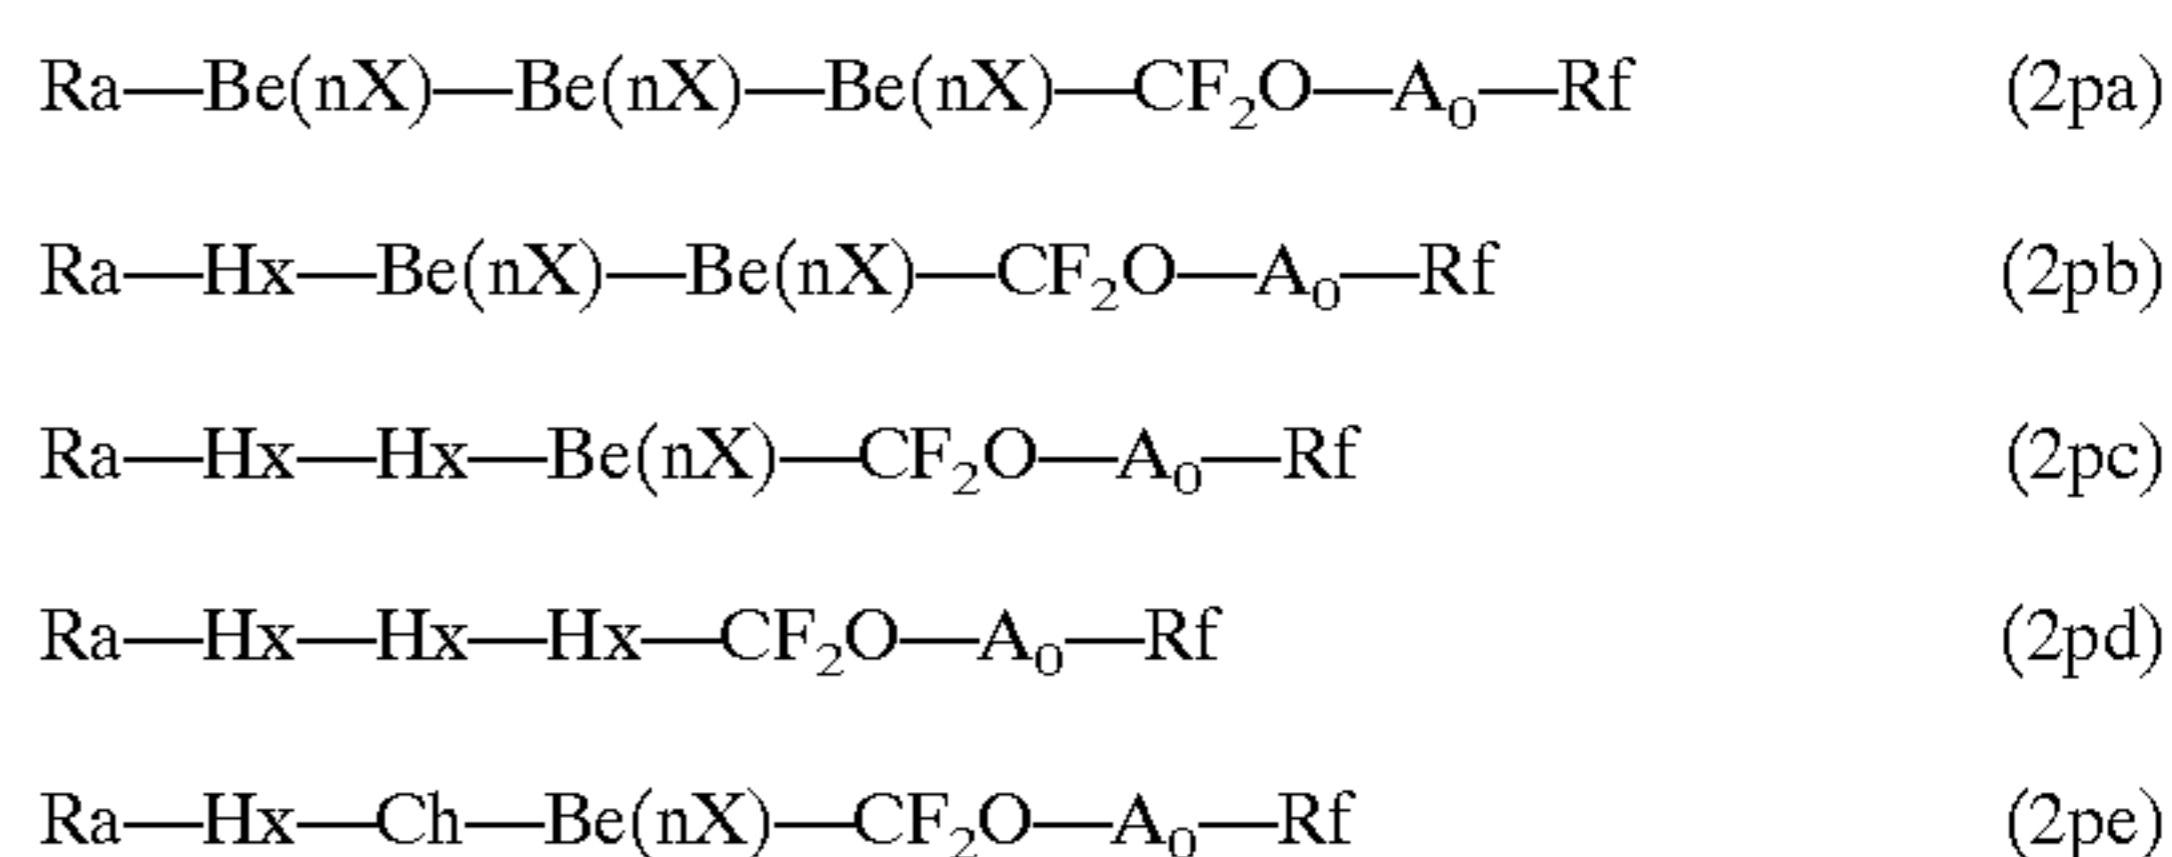 Ra—Be(nX)—Be(nX)—Be(nX)—CF₂O—A₀—Rf (2pa)
Ra—Hx—Be(nX)—Be(nX)—CF₂O—A₀—Rf (2pb)
Ra—Hx—Hx—Be(nX)—CF₂O—A₀—Rf (2pc)
Ra—Hx—Hx—Hx—CF₂O—A₀—Rf (2pd)
Ra—Hx—Ch—Be(nX)—CF₂O—A₀—Rf (2pe)